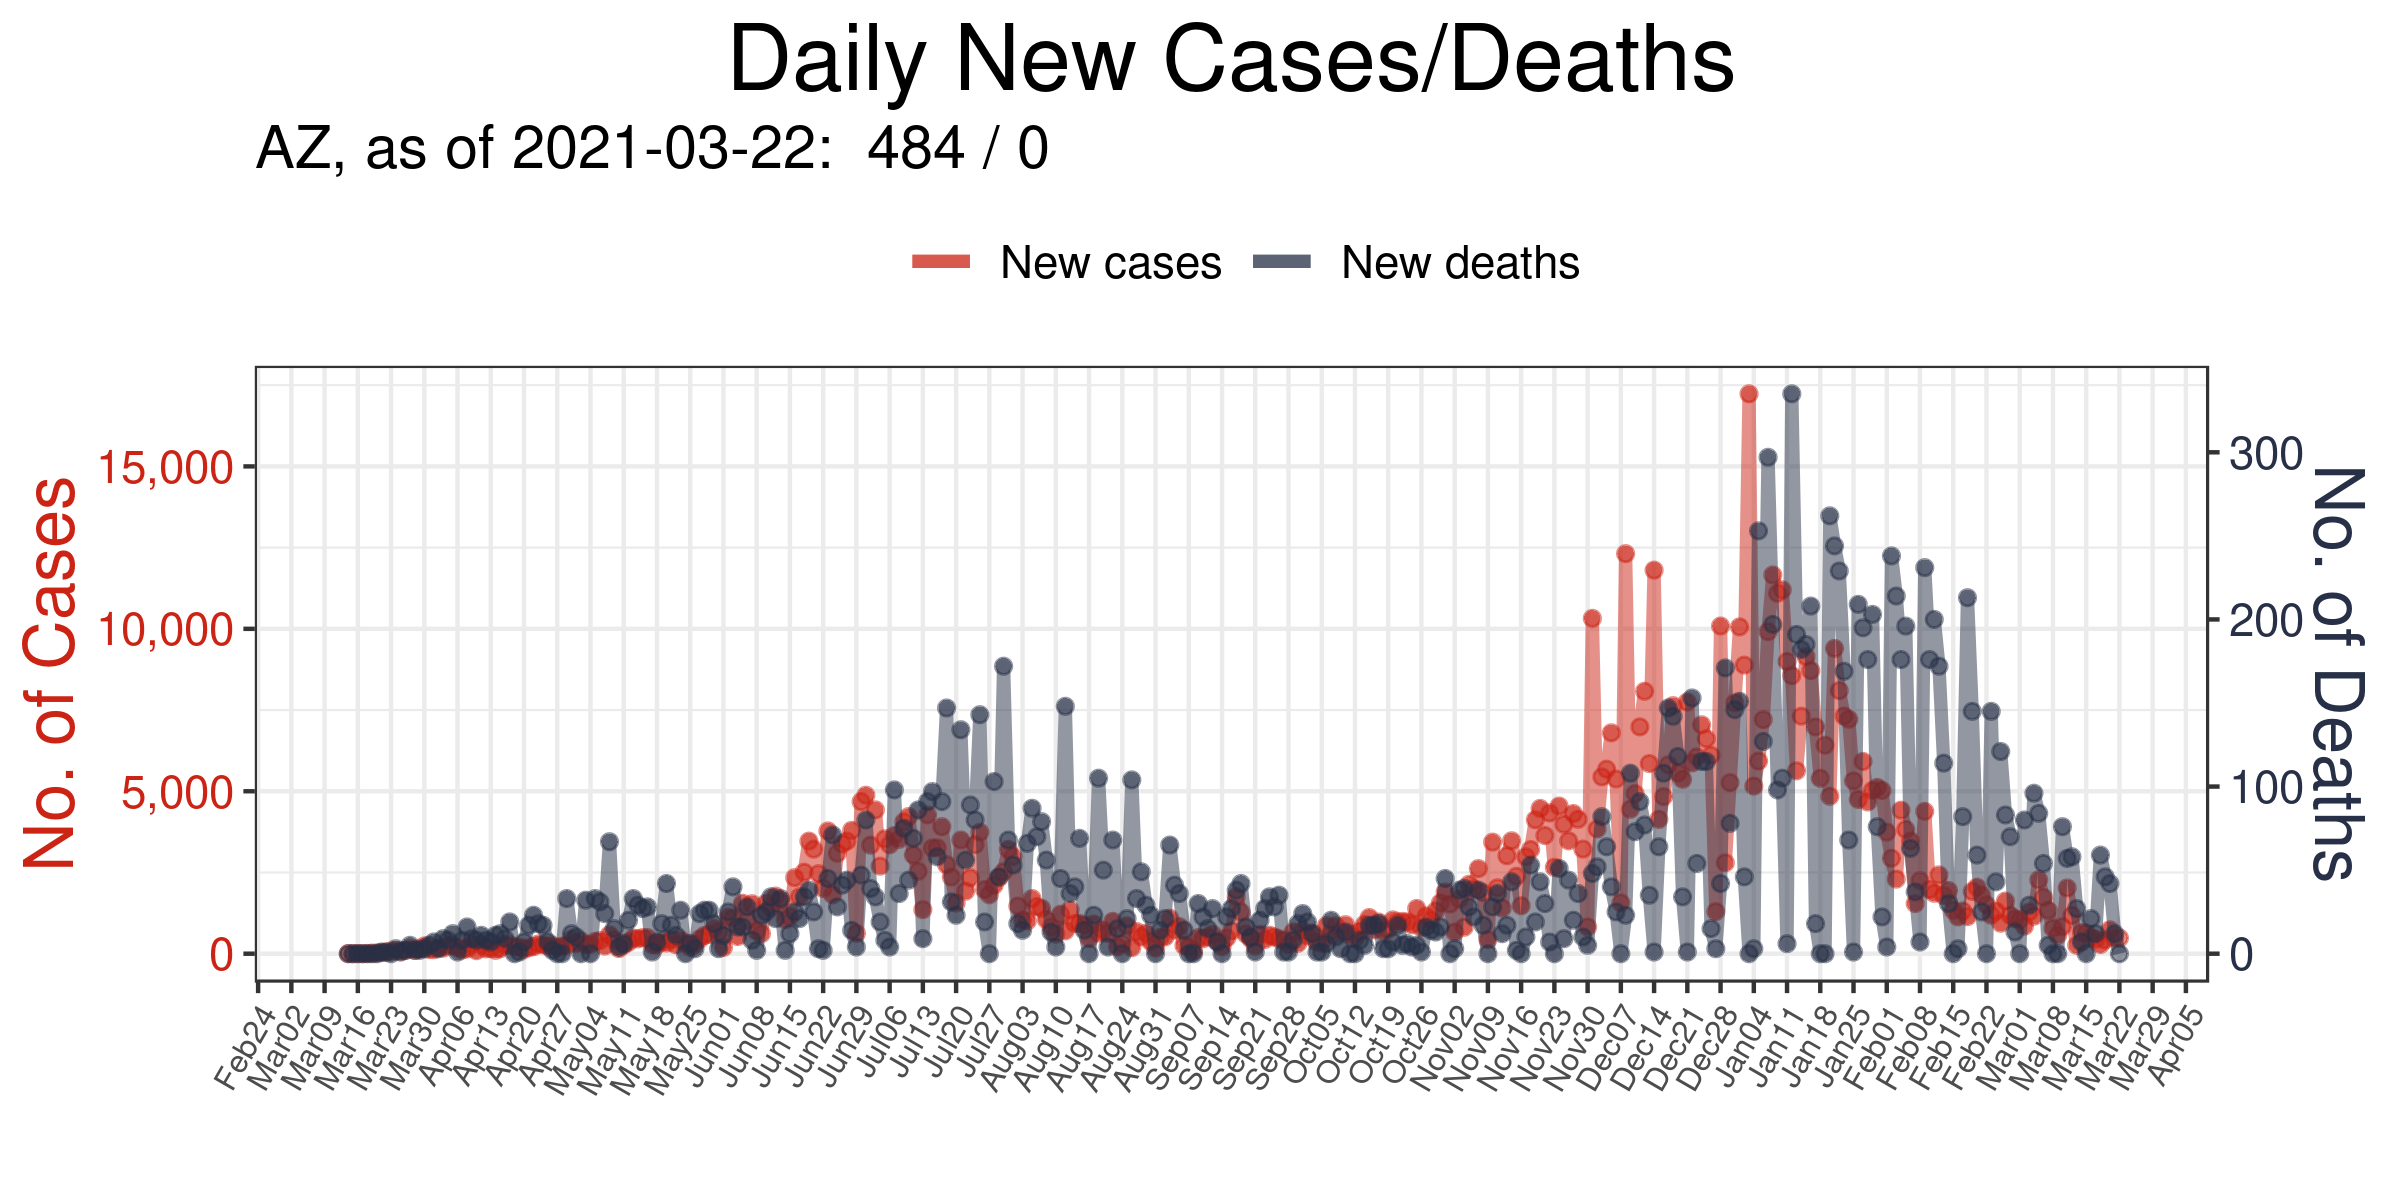 Daily New Cases/Deaths
AZ, as of 2021-03-22:  484 / 0
New cases
New deaths
No. of Cases
15,000
10,000
5,000
0
300
200
100
0
No. of Deaths
Feb24
Mar02
Mar09
Mar16
Mar23
Mar30
Apr06
Apr13
Apr20
Apr27
May04
May11
May18
May25
Jun01
Jun08
Jun15
Jun22
Jun29
Jul06
Jul13
Jul20
Jul27
Aug03
Aug10
Aug17
Aug24
Aug31
Sep07
Sep14
Sep21
Sep28
Oct05
Oct12
Oct19
Oct26
Nov02
Nov09
Nov16
Nov23
Nov30
Dec07
Dec14
Dec21
Dec28
Jan04
Jan11
Jan18
Jan25
Feb01
Feb08
Feb15
Feb22
Mar01
Mar08
Mar15
Mar22
Mar29
Apr05